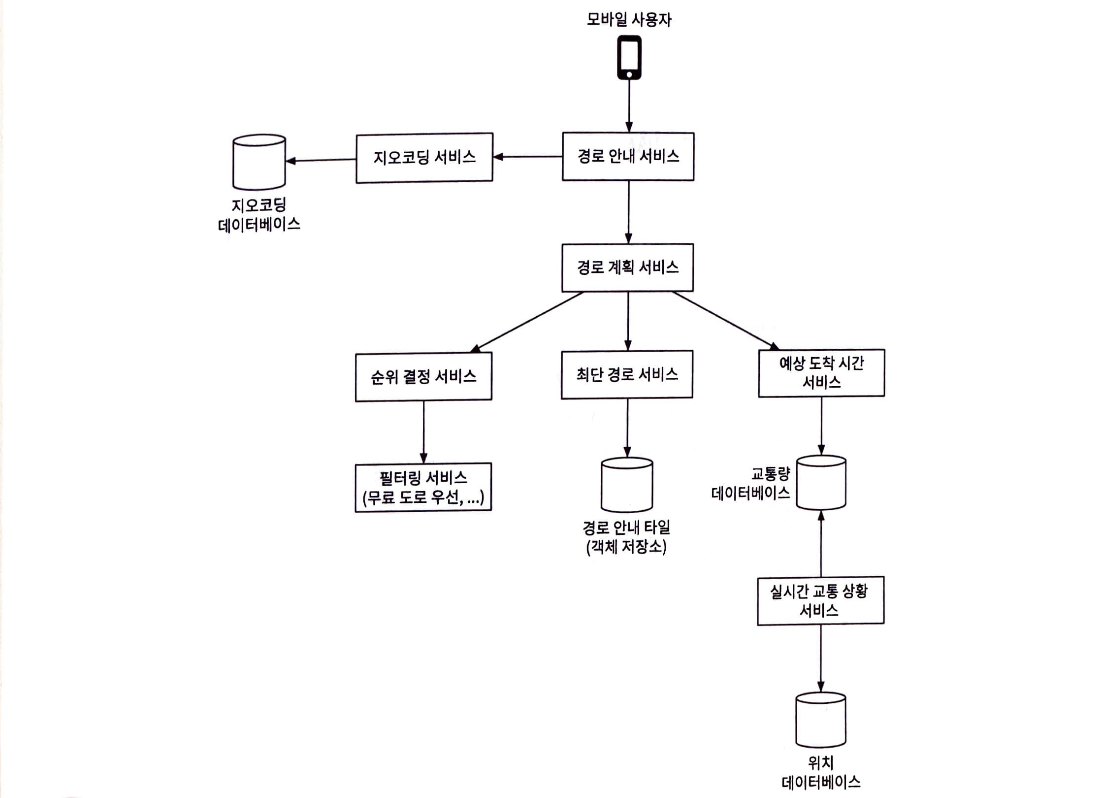 모바일 사용자
지오코딩 서비스
경로 안내 서비스
지오코딩
데이터베이스
경로 계획 서비스
순위 결정 서비스
최단 경로 서비스
예상 도착 시간
서비스
필터링 서비스
(무료 도로 우선, ...)
경로 안내 타일
(객체 저장소)
교통량
데이터베이스
실시간 교통 상황
서비스
위치
데이터베이스